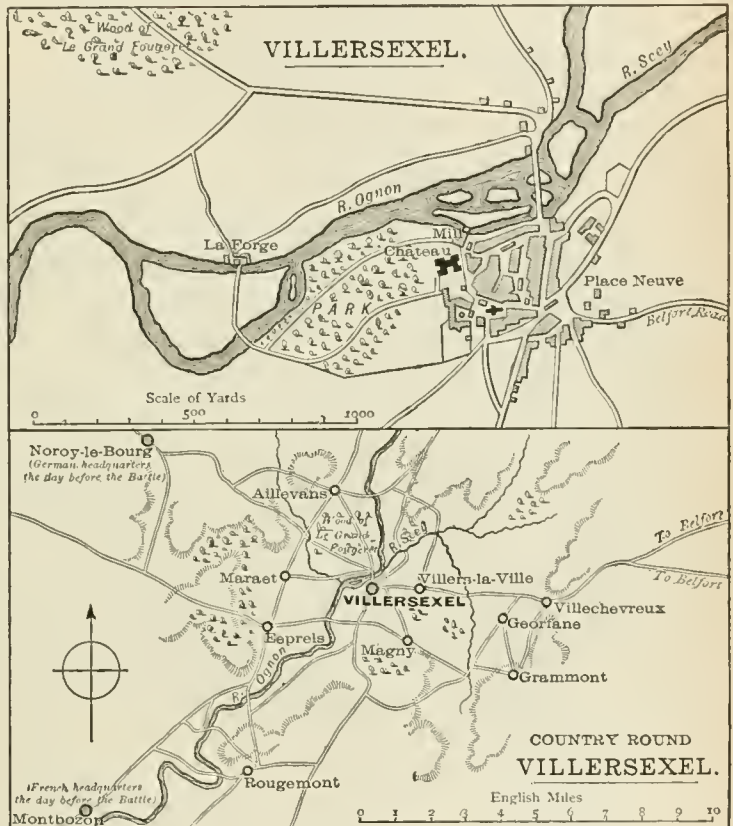 Wood of
Le Grand Fougeret
VILLERSEXEL.
R. Scey
R. Ognon
La Forge
Mill
Château
PARK
Place Neuve
Belfort Road
Scale of Yards
0 500 1000
Noroy-le-Bourg
(German headquarters
the day before the Battle)
Aillevans
Wood of
Le Grand
Fougeret
R. Scey
To Belfort
To Belfort
Marast
Villers-la-Ville
VILLERSEXEL
Villechevreux
Georfane
Esprels
Magny
R. Ognon
Grammont
COUNTRY ROUND
VILLERSEXEL.
Rougemont
(French headquarters
the day before the Battle)
Montbozon
English Miles
0 1 2 3 4 5 6 7 8 9 10